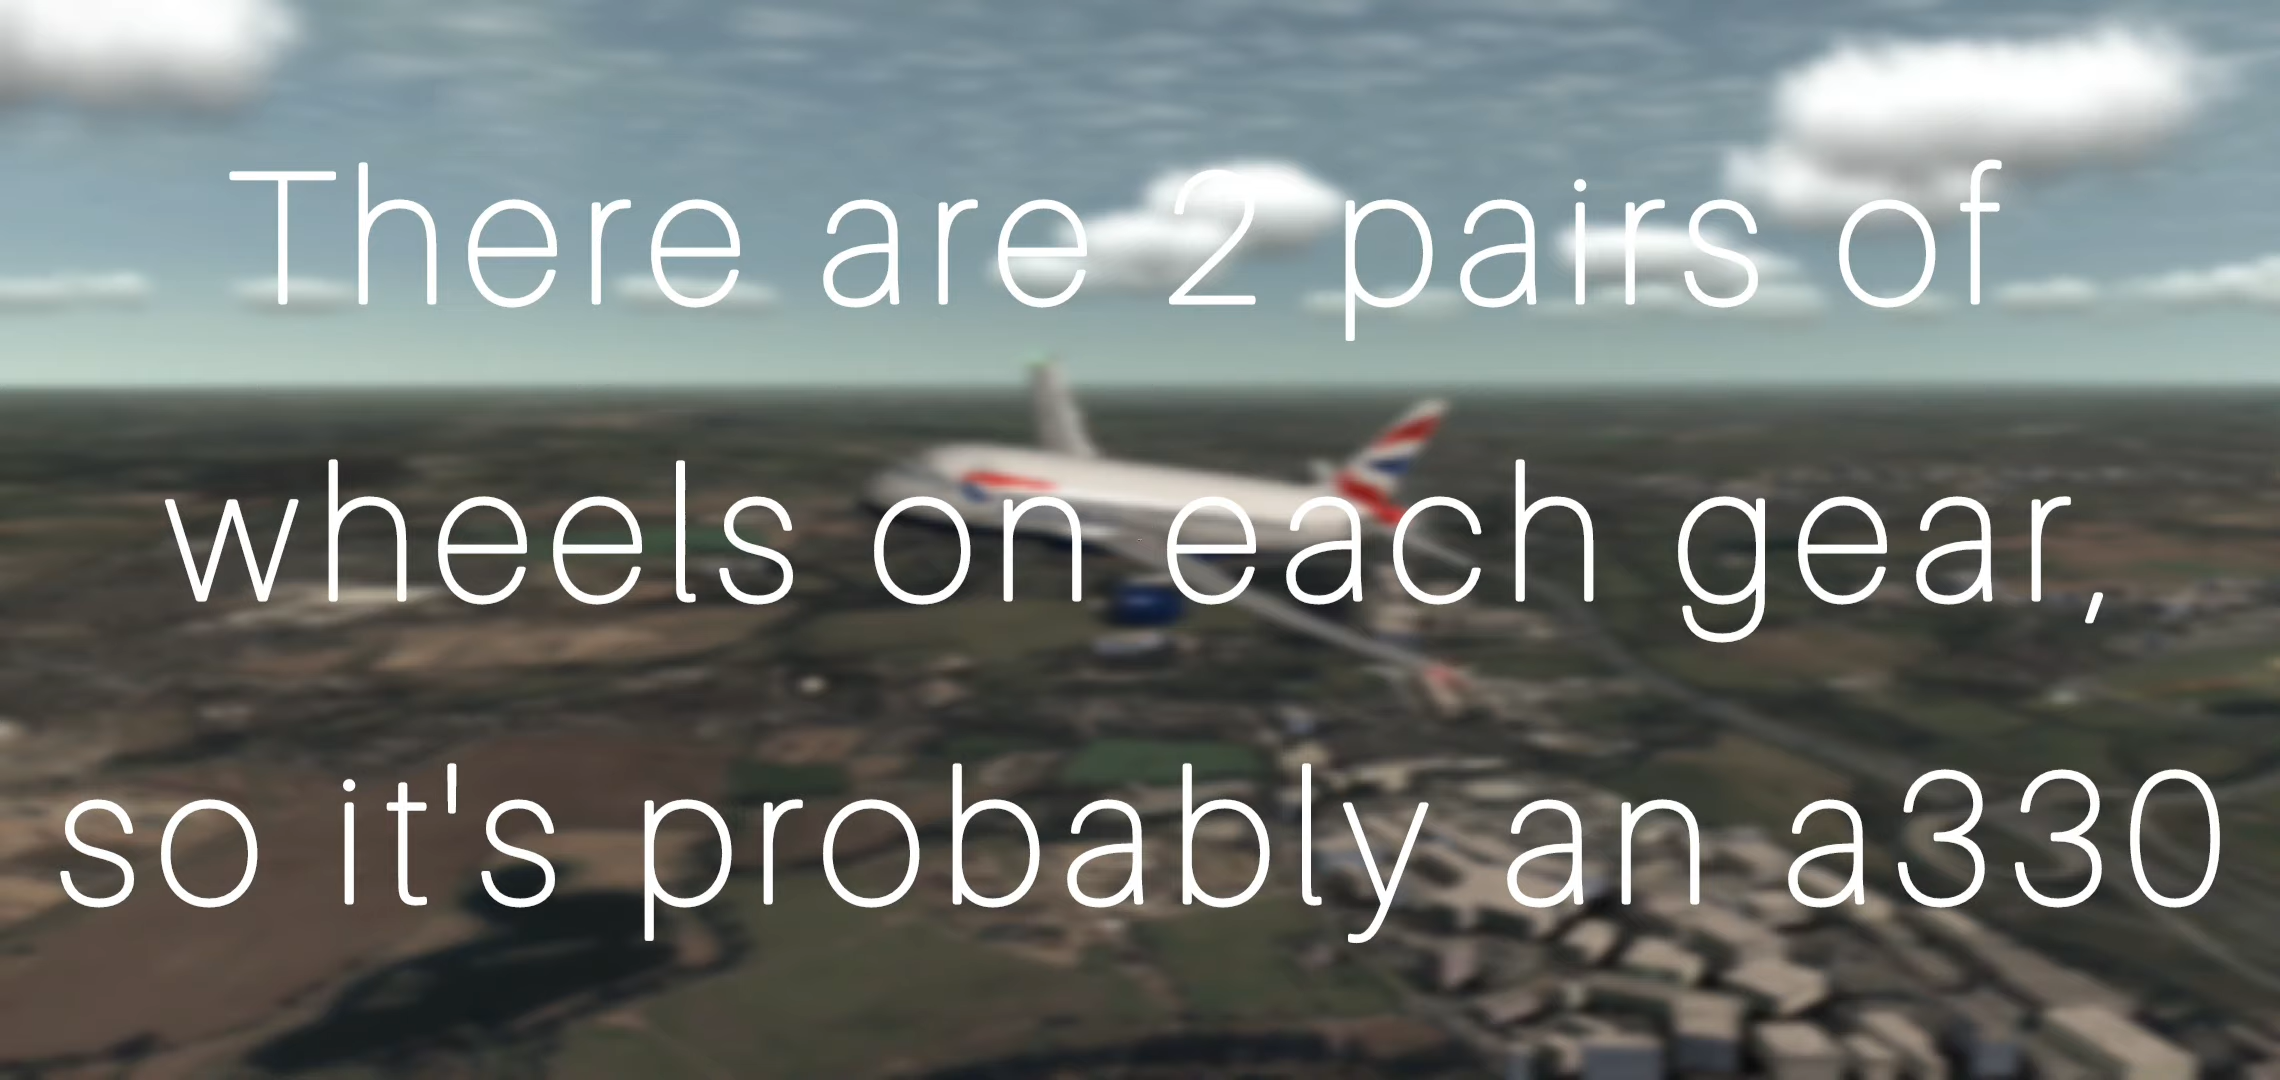 There are 2 pairs of
wheels on each gear,
so it's probably an a330